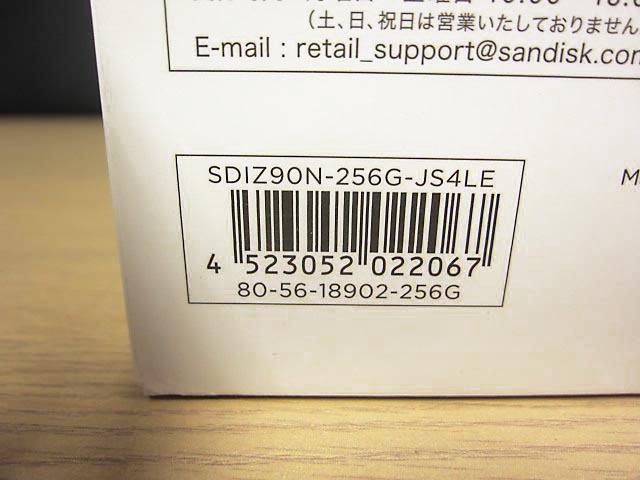 (土、日、祝日は営業いたしておりません
E-mail : retail_support@sandisk.con
SDIZ90N-256G-JS4LE
M
4 523052 022067
80-56-18902-256G